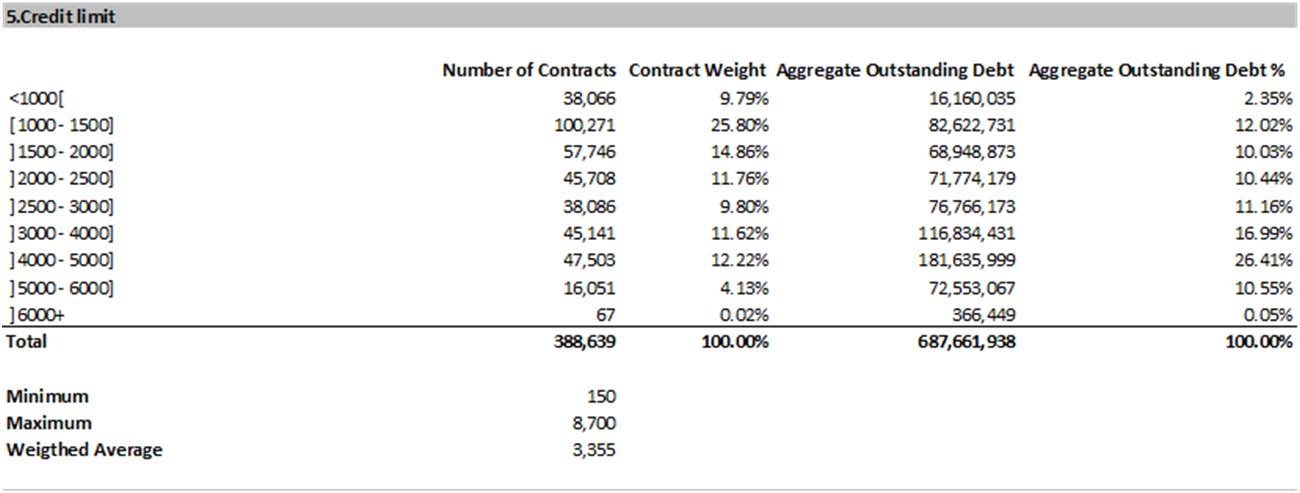 5.Credit limit
Number of Contracts Contract Weight Aggregate Outstanding Debt Aggregate Outstanding Debt %
<1000[ 38,066 9.79% 16,160,035 2.35%
[1000 - 1500] 100,271 25.80% 82,622,731 12.02%
]1500 - 2000] 57,746 14.86% 68,948,873 10.03%
]2000 - 2500] 45,708 11.76% 71,774,179 10.44%
]2500 - 3000] 38,086 9.80% 76,766,173 11.16%
]3000 - 4000] 45,141 11.62% 116,834,431 16.99%
]4000 - 5000] 47,503 12.22% 181,635,999 26.41%
]5000 - 6000] 16,051 4.13% 72,553,067 10.55%
]6000+ 67 0.02% 366,449 0.05%
Total 388,639 100.00% 687,661,938 100.00%
Minimum 150
Maximum 8,700
Weigthed Average 3,355